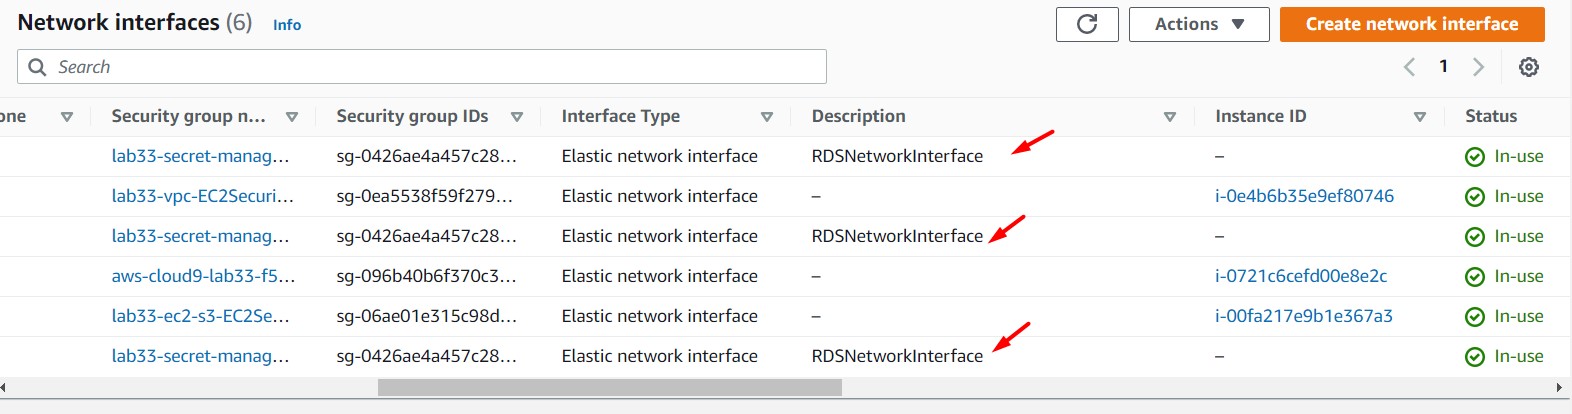 Network interfaces (6) Info Actions Create network interface
Search 1
one Security group n... Security group IDs Interface Type Description Instance ID Status
lab33-secret-manag... sg-0426ae4a457c28... Elastic network interface RDSNetworkInterface – In-use
lab33-vpc-EC2Securi... sg-0ea5538f59f279... Elastic network interface – i-0e4b6b35e9ef80746 In-use
lab33-secret-manag... sg-0426ae4a457c28... Elastic network interface RDSNetworkInterface – In-use
aws-cloud9-lab33-f5... sg-096b40b6f370c3... Elastic network interface – i-0721c6cefd00e8e2c In-use
lab33-ec2-s3-EC2Se... sg-06ae01e315c98d... Elastic network interface – i-00fa217e9b1e367a3 In-use
lab33-secret-manag... sg-0426ae4a457c28... Elastic network interface RDSNetworkInterface – In-use